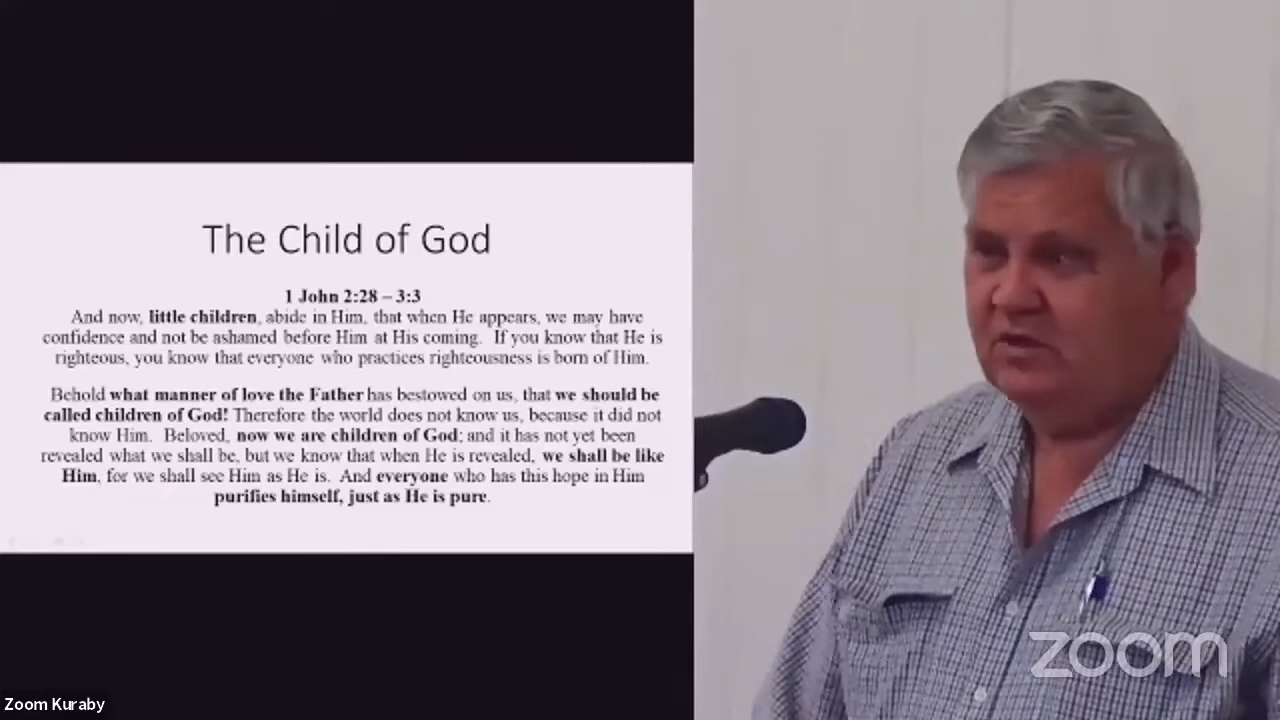 The Child of God
1 John 2:28 – 3:3
And now, little children, abide in Him, that when He appears, we may have
confidence and not be ashamed before Him at His coming. If you know that He is
righteous, you know that everyone who practices righteousness is born of Him.
Behold what manner of love the Father has bestowed on us, that we should be
called children of God! Therefore the world does not know us, because it did not
know Him. Beloved, now we are children of God; and it has not yet been
revealed what we shall be, but we know that when He is revealed, we shall be like
Him, for we shall see Him as He is. And everyone who has this hope in Him
purifies himself, just as He is pure.
zoom
Zoom Kuraby